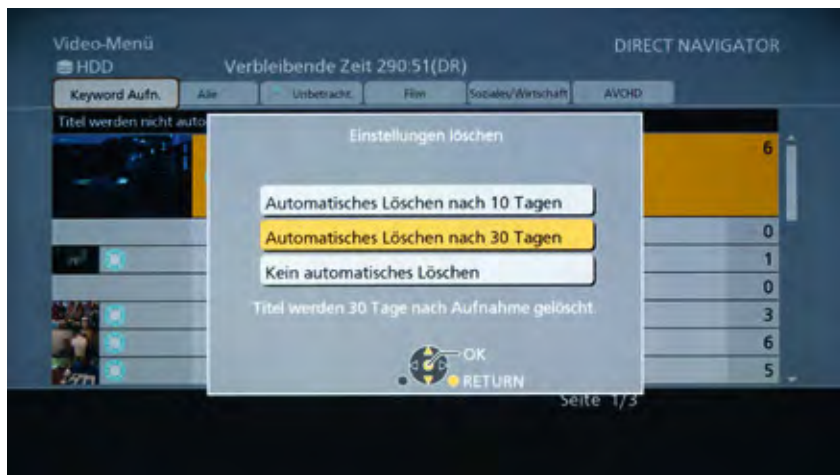 Video-Menü
DIRECT NAVIGATOR
HDD
Verbleibende Zeit 290:51(DR)
Keyword Aufn.
Alle
Unbetracht.
Film
Soziales/Wirtschaft
AVCHD
Titel werden nicht auto
Einstellungen löschen
6
Automatisches Löschen nach 10 Tagen
Automatisches Löschen nach 30 Tagen
0
Kein automatisches Löschen
1
0
Titel werden 30 Tage nach Aufnahme gelöscht.
3
6
OK
RETURN
5
Seite 1/3